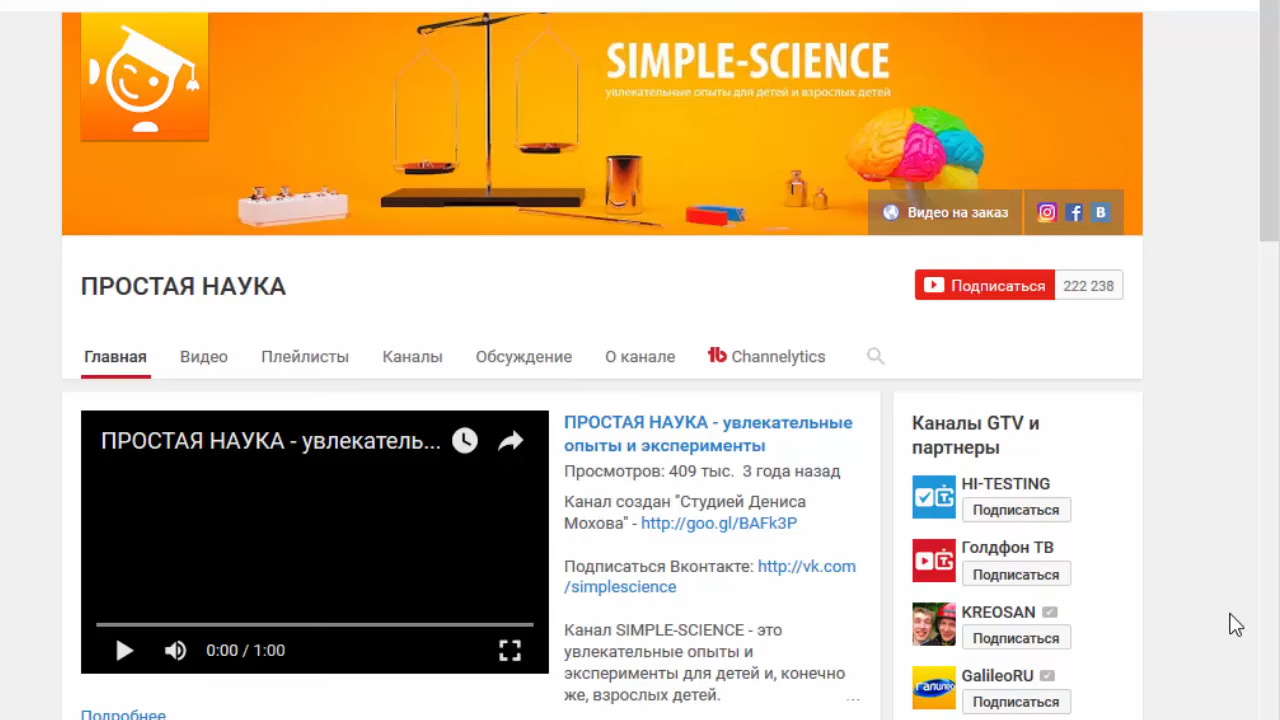 SIMPLE-SCIENCE
увлекательные опыты для детей и взрослых детей
Видео на заказ
ПРОСТАЯ НАУКА
Подписаться 222 238
Главная Видео Плейлисты Каналы Обсуждение О канале Channelytics
ПРОСТАЯ НАУКА - увлекатель...
0:00 / 1:00
Подробнее
ПРОСТАЯ НАУКА - увлекательные
опыты и эксперименты
Просмотров: 409 тыс. 3 года назад
Канал создан "Студией Дениса
Мохова" - http://goo.gl/BAFk3P
Подписаться Вконтакте: http://vk.com
/simplescience
Канал SIMPLE-SCIENCE - это
увлекательные опыты и
эксперименты для детей и, конечно
же, взрослых детей. ...
Каналы GTV и
партнеры
HI-TESTING
Подписаться
Голдфон ТВ
Подписаться
KREOSAN
Подписаться
GalileoRU
Подписаться